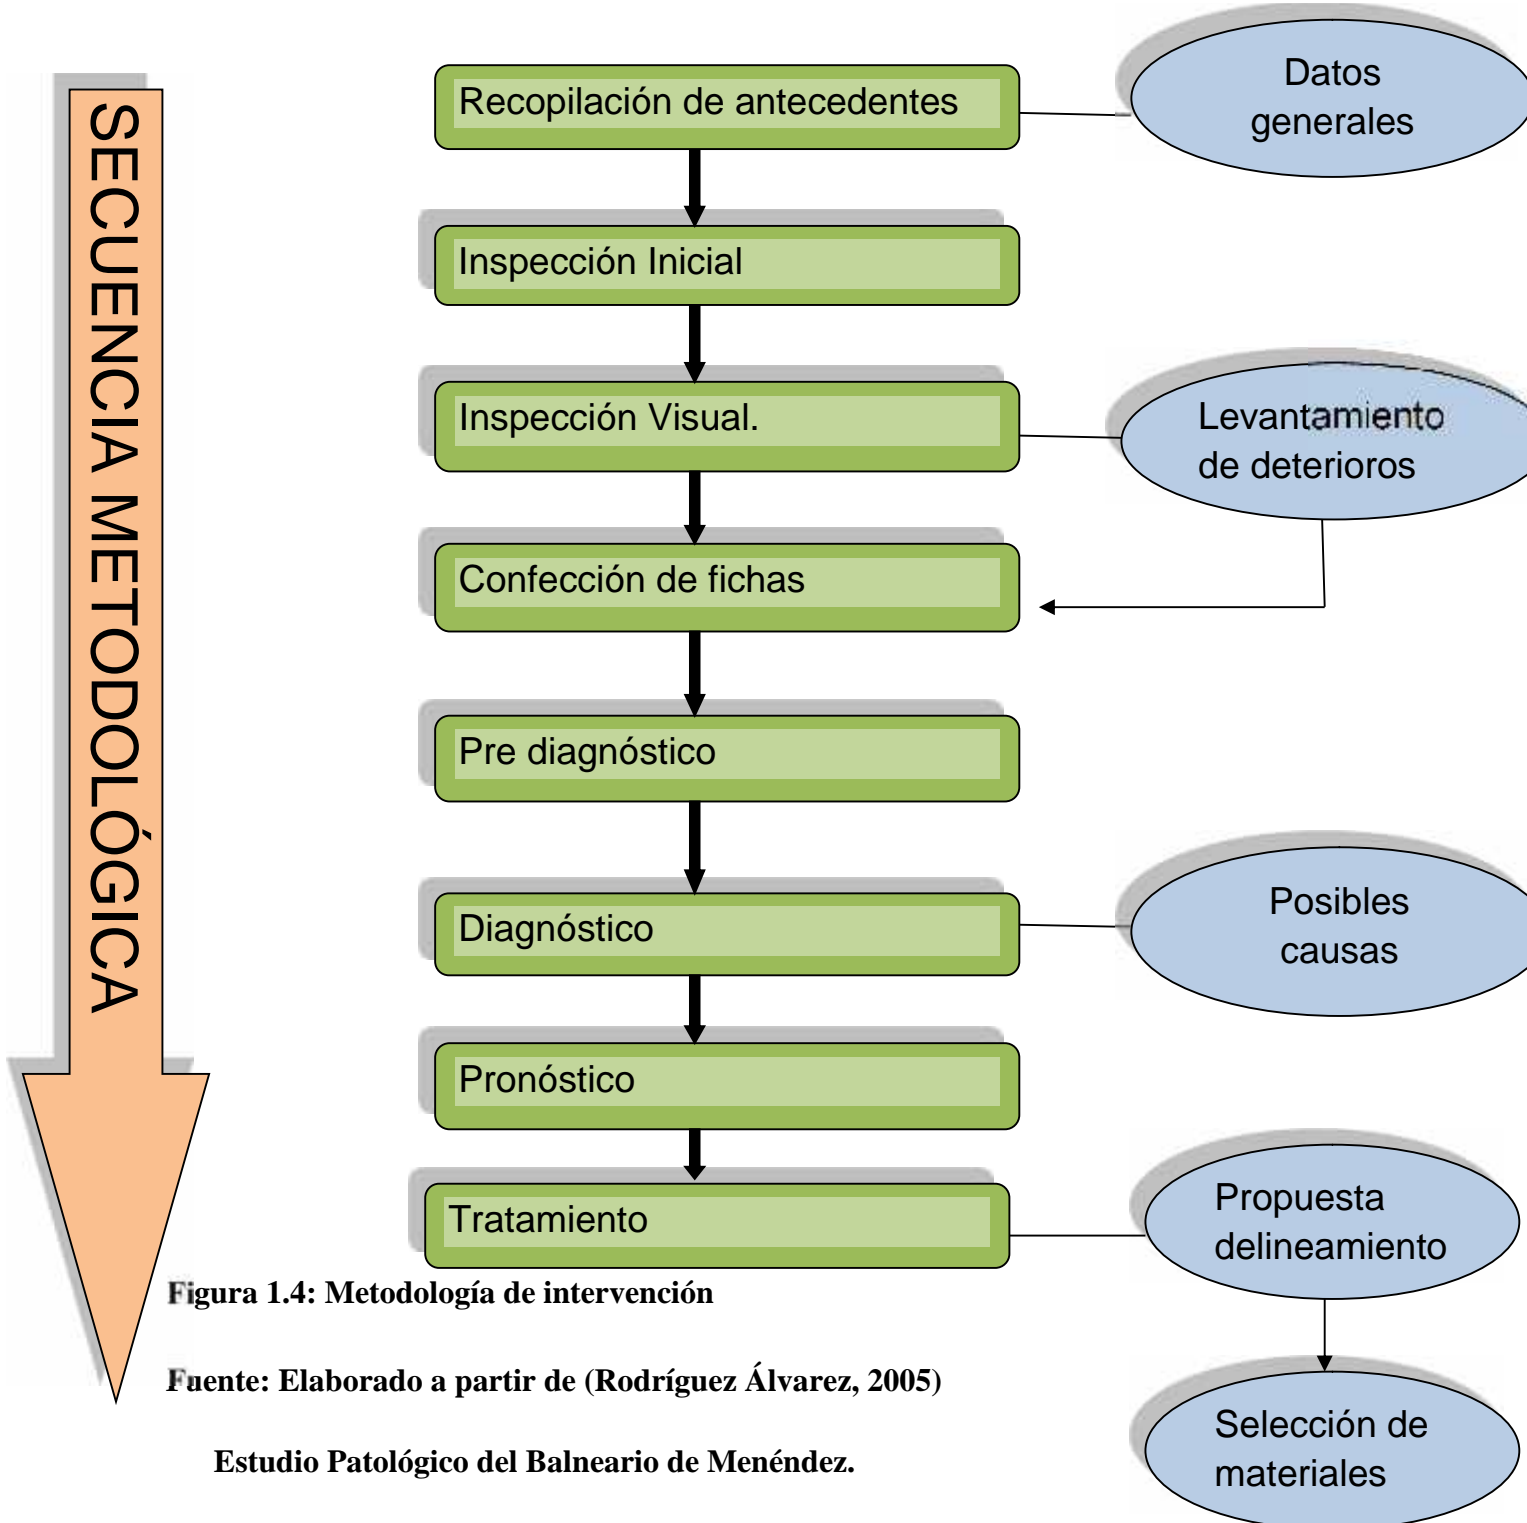 SECUENCIA METODOLÓGICA
Recopilación de antecedentes
Datos
generales
Inspección Inicial
Inspección Visual.
Levantamiento
de deterioros
Confección de fichas
Pre diagnóstico
Diagnóstico
Posibles
causas
Pronóstico
Tratamiento
Propuesta
delineamiento
Selección de
materiales
Figura 1.4: Metodología de intervención
Fuente: Elaborado a partir de (Rodríguez Álvarez, 2005)
Estudio Patológico del Balneario de Menéndez.